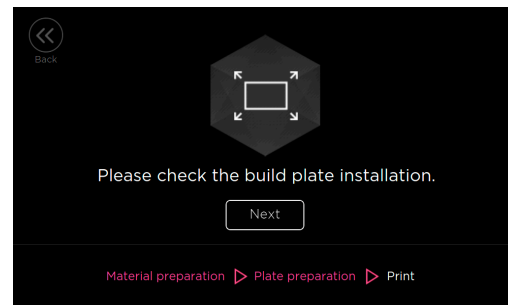 Back
Please check the build plate installation.
Next
Material preparation Plate preparation Print